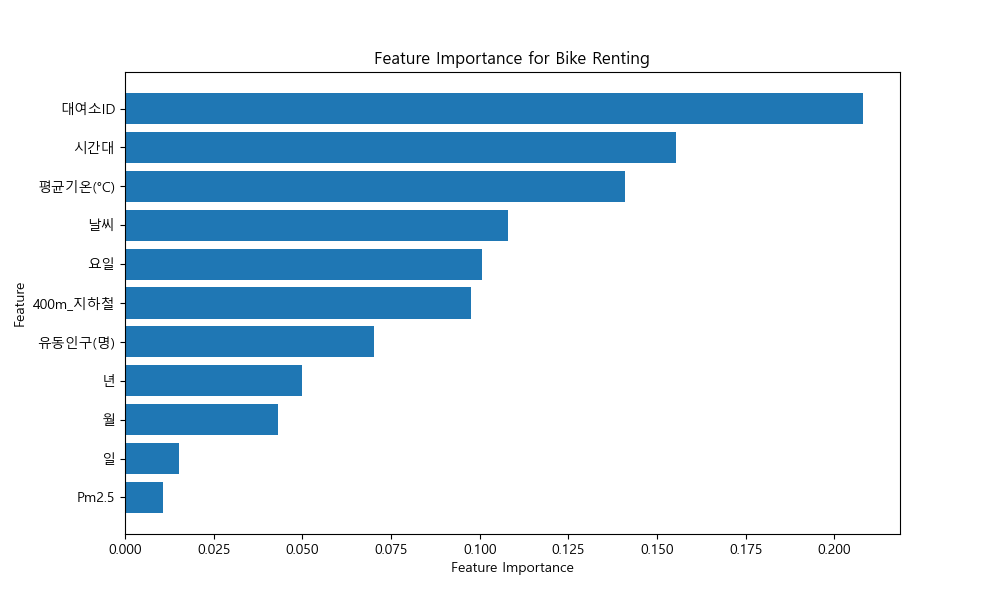 Feature Importance for Bike Renting
대여소ID
시간대
평균기온(°C)
날씨
요일
400m_지하철
유동인구(명)
년
월
일
Pm2.5
Feature
0.000 0.025 0.050 0.075 0.100 0.125 0.150 0.175 0.200
Feature Importance